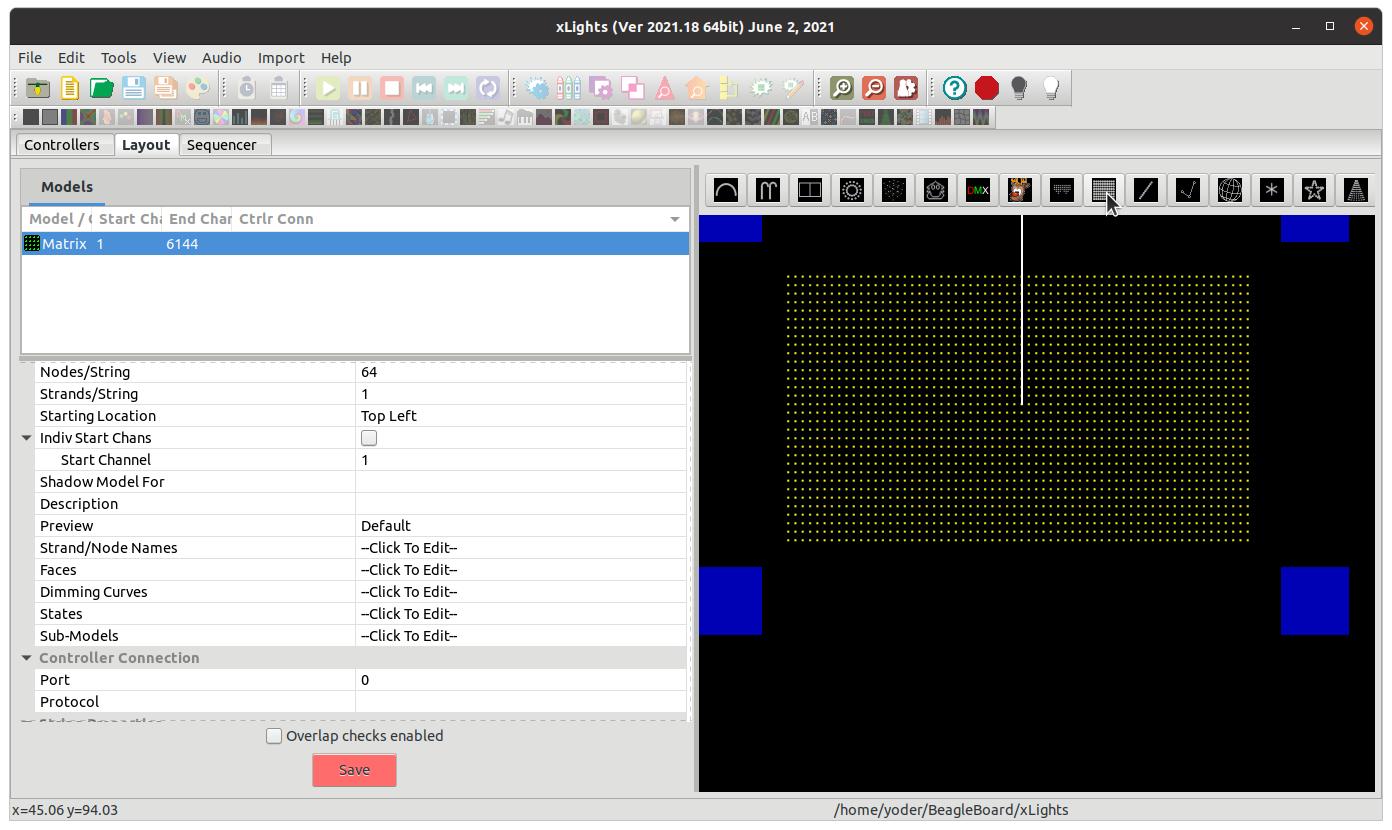 xLights (Ver 2021.18 64bit) June 2, 2021
File Edit Tools View Audio Import Help
Controllers Layout Sequencer
Models
DMX
Model / Start Cha End Char Ctrlr Conn
Matrix 1 6144
Nodes/String 64
Strands/String 1
Starting Location Top Left
Indiv Start Chans
Start Channel 1
Shadow Model For
Description
Preview Default
Strand/Node Names --Click To Edit--
Faces --Click To Edit--
Dimming Curves --Click To Edit--
States --Click To Edit--
Sub-Models --Click To Edit--
Controller Connection
Port 0
Protocol
Overlap checks enabled
Save
x=45.06 y=94.03 /home/yoder/BeagleBoard/xLights